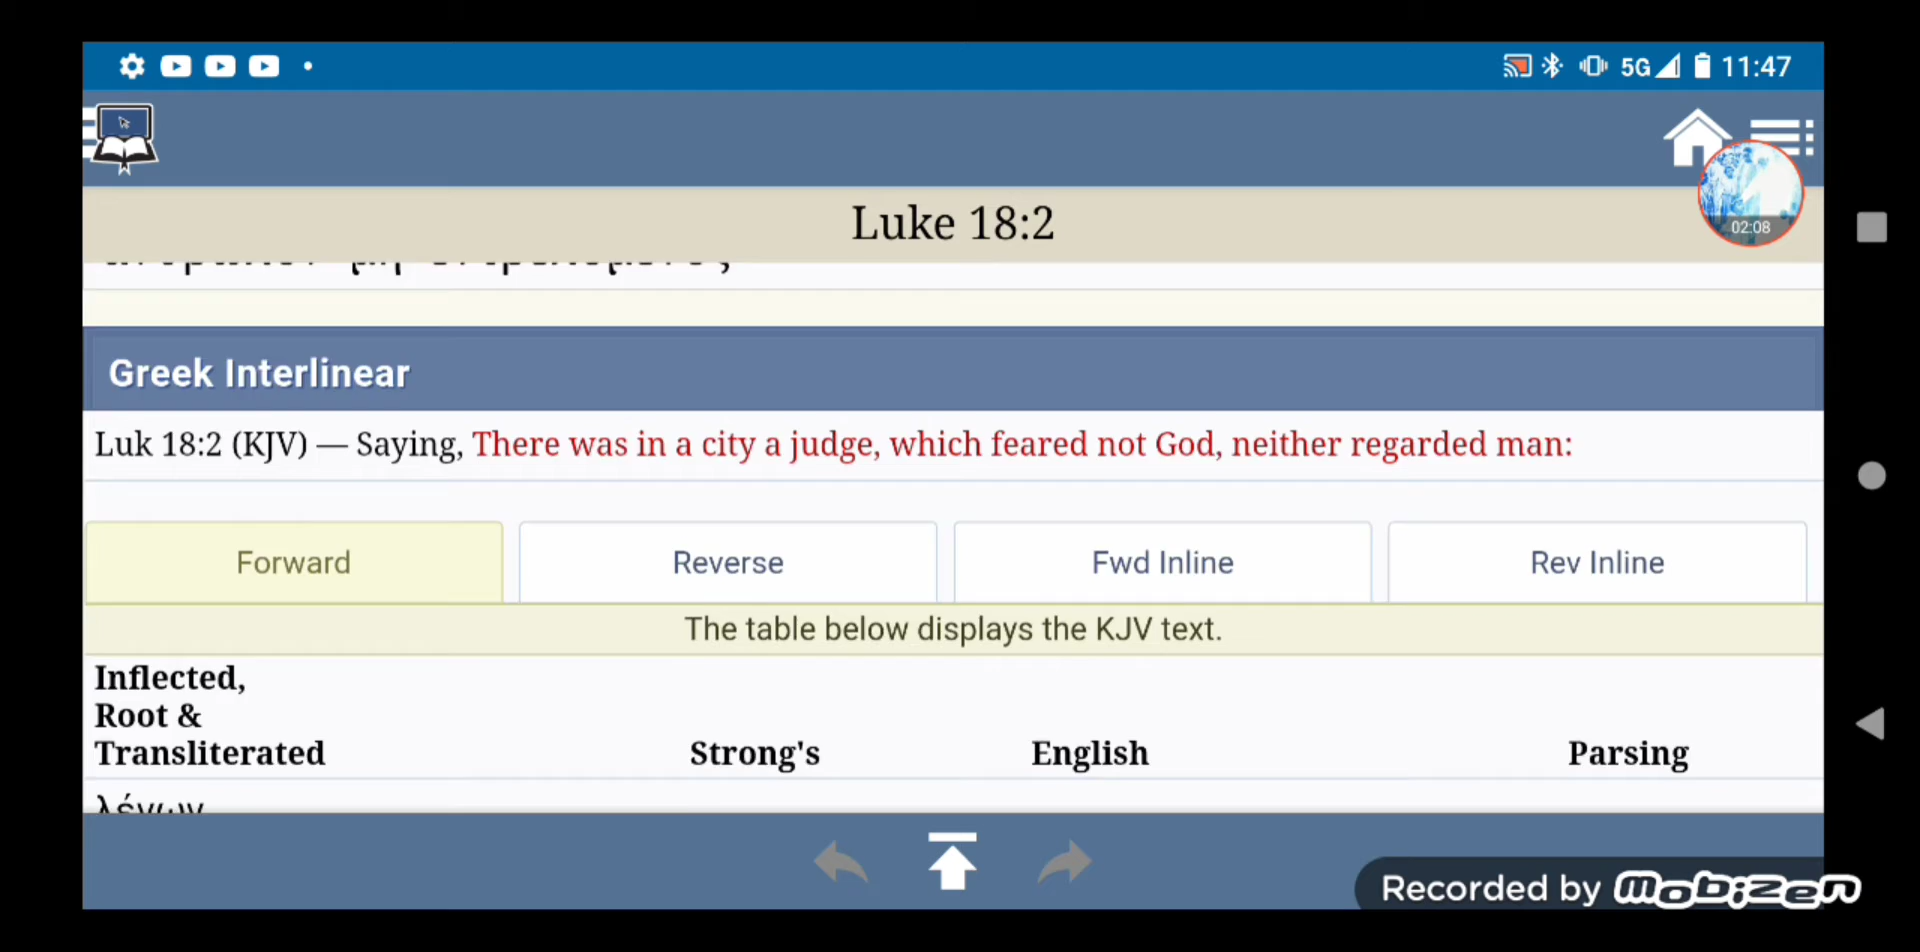 5G 11:47
Luke 18:2
02:08
Greek Interlinear
Luk 18:2 (KJV) — Saying, There was in a city a judge, which feared not God, neither regarded man:
Forward Reverse Fwd Inline Rev Inline
The table below displays the KJV text.
Inflected,
Root &
Transliterated Strong's English Parsing
λέγων
Recorded by mobizen